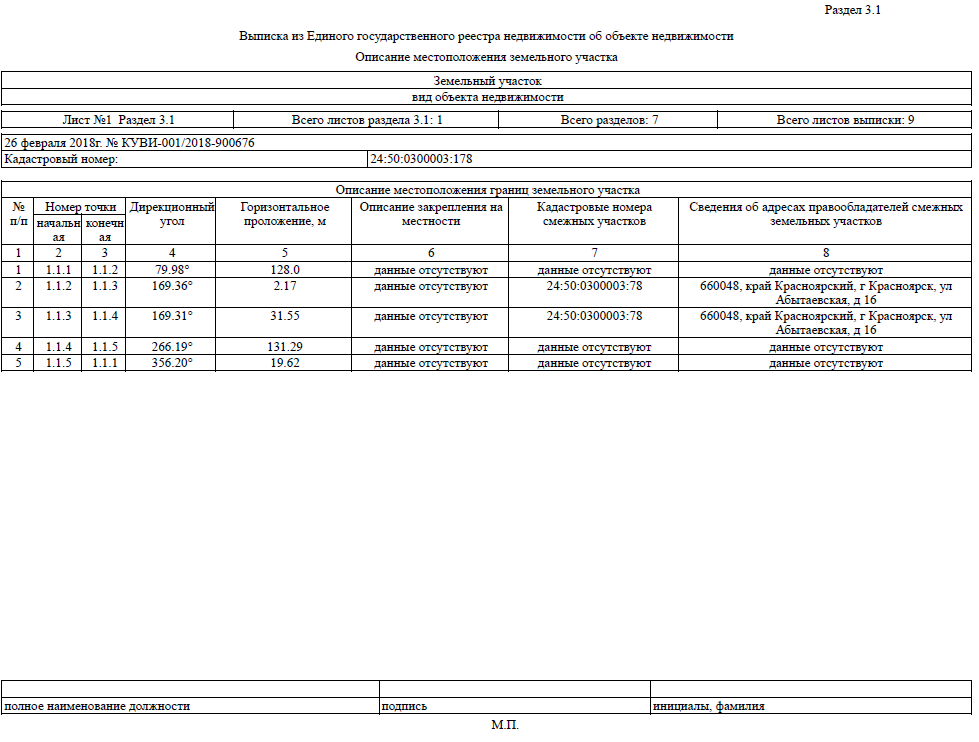 Раздел 3.1
Выписка из Единого государственного реестра недвижимости об объекте недвижимости
Описание местоположения земельного участка
Земельный участок
вид объекта недвижимости
Лист №1 Раздел 3.1 Всего листов раздела 3.1: 1 Всего разделов: 7 Всего листов выписки: 9
26 февраля 2018г. № КУВИ-001/2018-900676
Кадастровый номер: 24:50:0300003:178
Описание местоположения границ земельного участка
№ п/п Номер точки Дирекционный угол Горизонтальное проложение, м Описание закрепления на местности Кадастровые номера смежных участков Сведения об адресах правообладателей смежных земельных участков
начальн ая конечн ая
1 2 3 4 5 6 7 8
1 1.1.1 1.1.2 79.98° 128.0 данные отсутствуют данные отсутствуют данные отсутствуют
2 1.1.2 1.1.3 169.36° 2.17 данные отсутствуют 24:50:0300003:78 660048, край Красноярский, г Красноярск, ул
Абытаевская, д 16
3 1.1.3 1.1.4 169.31° 31.55 данные отсутствуют 24:50:0300003:78 660048, край Красноярский, г Красноярск, ул
Абытаевская, д 16
4 1.1.4 1.1.5 266.19° 131.29 данные отсутствуют данные отсутствуют данные отсутствуют
5 1.1.5 1.1.1 356.20° 19.62 данные отсутствуют данные отсутствуют данные отсутствуют
полное наименование должности подпись инициалы, фамилия
М.П.